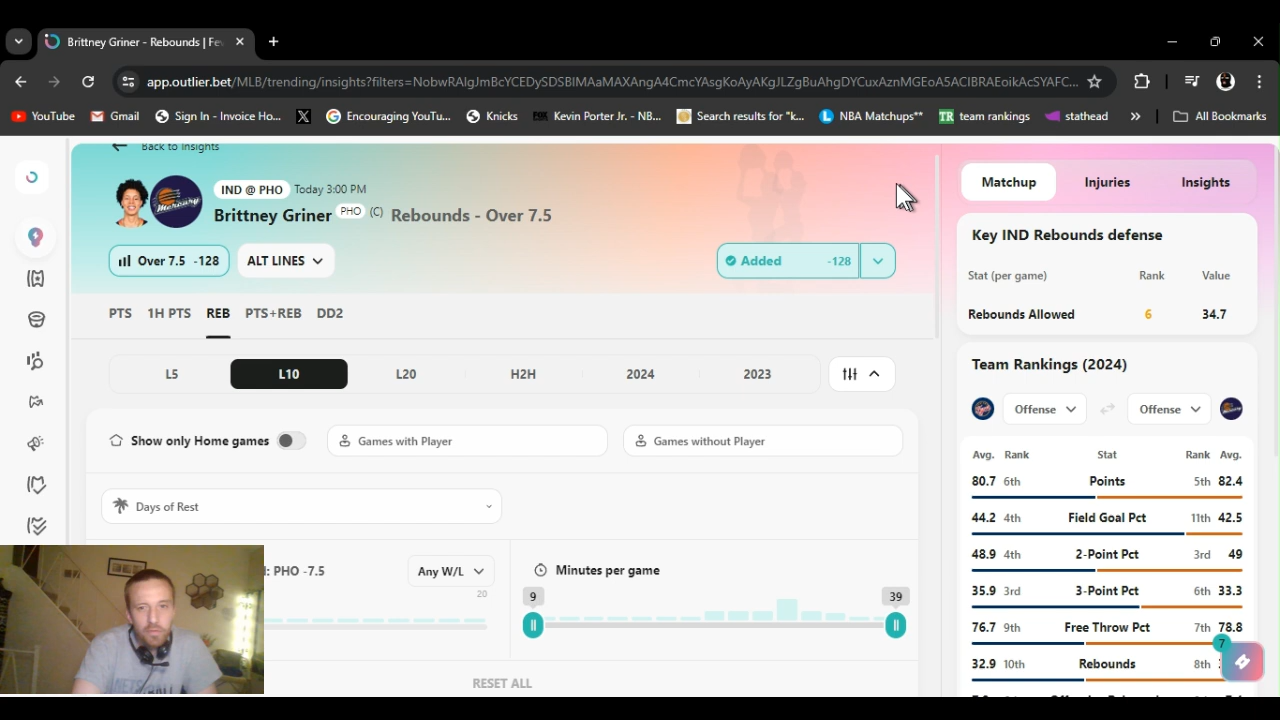 Brittney Griner - Rebounds | Fe
app.outlier.bet/MLB/trending/insights?filters=NobwRAlgJmBcYCEDySDSBIMAaMAXAngA4CmcYAsgKoAyAKgJLZgBuAhgDYCuxAznMGEoA5ACIBRAEoikAcSYAFC...
YouTube
Gmail
Sign In - Invoice Ho...
X
Encouraging YouTu...
Knicks
FOX
Kevin Porter Jr. - NB...
Search results for "k...
NBA Matchups**
TR
team rankings
stathead
»
All Bookmarks
Back to Insights
IND @ PHO
Today 3:00 PM
Brittney Griner PHO (C) Rebounds - Over 7.5
Over 7.5 -128
ALT LINES
Added -128
PTS
1H PTS
REB
PTS+REB
DD2
L5
L10
L20
H2H
2024
2023
Show only Home games
Games with Player
Games without Player
Days of Rest
: PHO -7.5
Any W/L
20
Minutes per game
9
39
RESET ALL
Matchup
Injuries
Insights
Key IND Rebounds defense
Stat (per game) Rank Value
Rebounds Allowed 6 34.7
Team Rankings (2024)
Offense
Offense
Avg. Rank Stat Rank Avg.
80.7 6th Points 5th 82.4
44.2 4th Field Goal Pct 11th 42.5
48.9 4th 2-Point Pct 3rd 49
35.9 3rd 3-Point Pct 6th 33.3
76.7 9th Free Throw Pct 7th 78.8
7
32.9 10th Rebounds 8th
METS